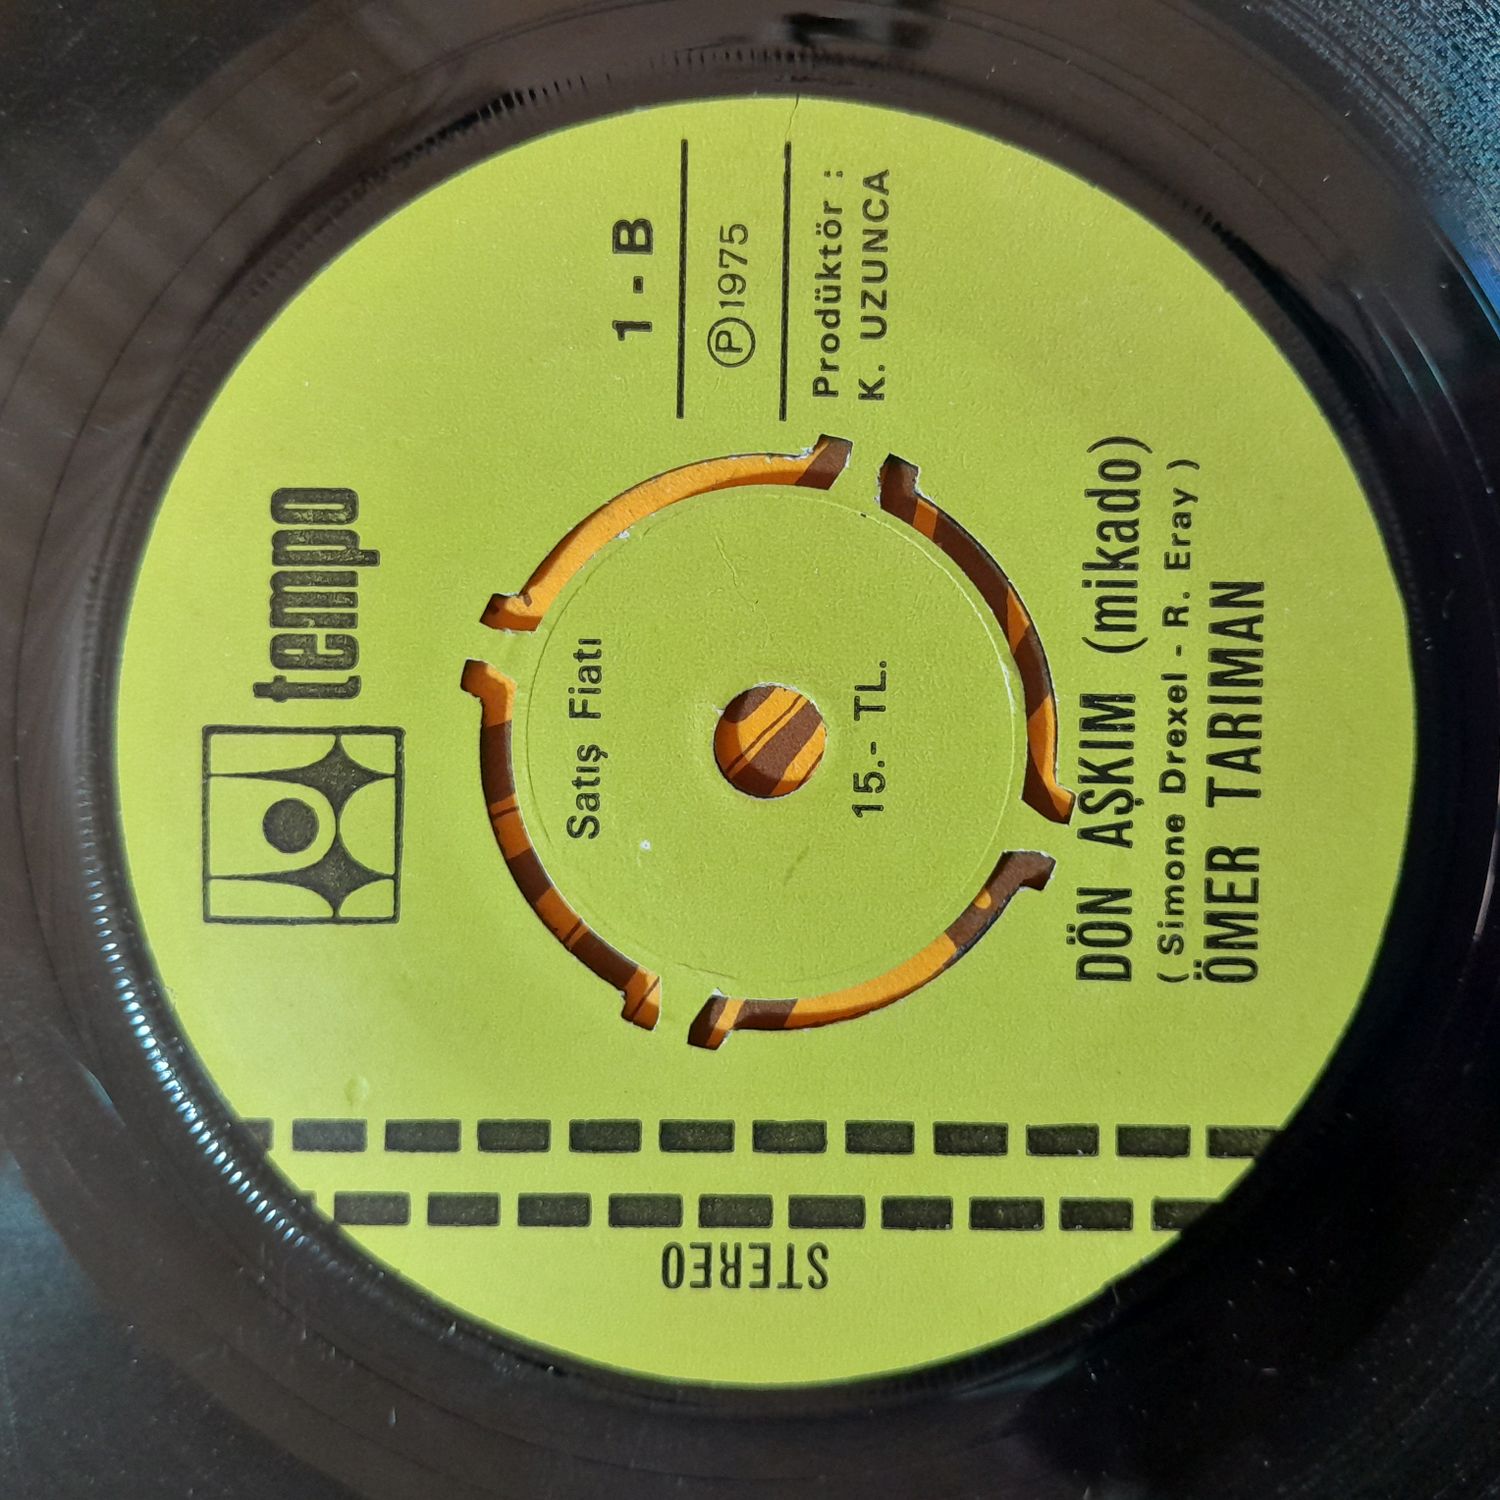 tempo
1-B
Ⓟ1975
Prodüktör :
K. UZUNCA
Satış Fiatı
15.- TL.
DÖN AŞKIM (mikado)
( Simone Drexel - R. Eray )
ÖMER TARIMAN
STEREO